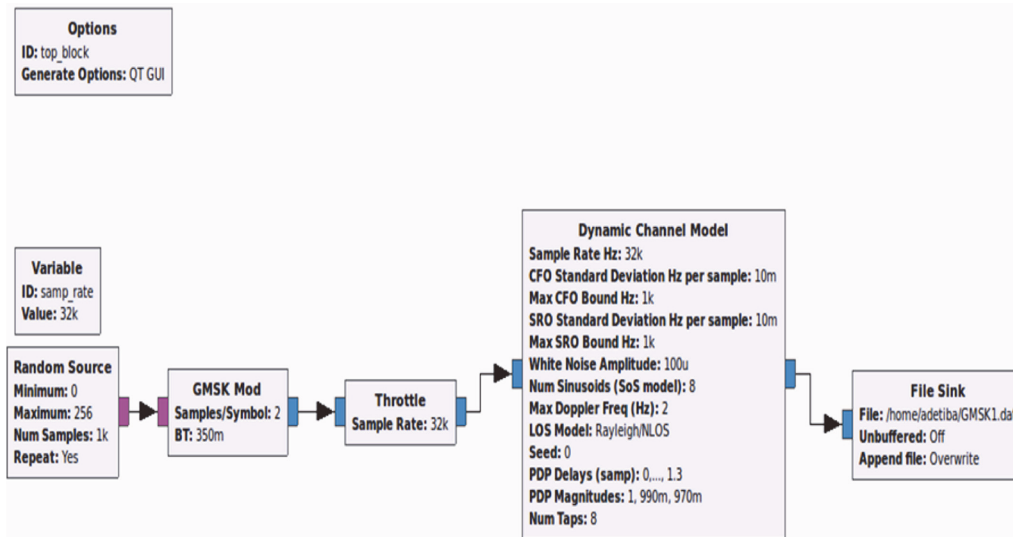 Options
ID: top_block
Generate Options: QT GUI
Variable
ID: samp_rate
Value: 32k
Random Source
Minimum: 0
Maximum: 256
Num Samples: 1k
Repeat: Yes
GMSK Mod
Samples/Symbol: 2
BT: 350m
Throttle
Sample Rate: 32k
Dynamic Channel Model
Sample Rate Hz: 32k
CFO Standard Deviation Hz per sample: 10m
Max CFO Bound Hz: 1k
SRO Standard Deviation Hz per sample: 10m
Max SRO Bound Hz: 1k
White Noise Amplitude: 100u
Num Sinusoids (SoS model): 8
Max Doppler Freq (Hz): 2
LOS Model: Rayleigh/NLOS
Seed: 0
PDP Delays (samp): 0,..., 1.3
PDP Magnitudes: 1, 990m, 970m
Num Taps: 8
File Sink
File: /home/adetiba/GMSK1.da
Unbuffered: Off
Append file: Overwrite